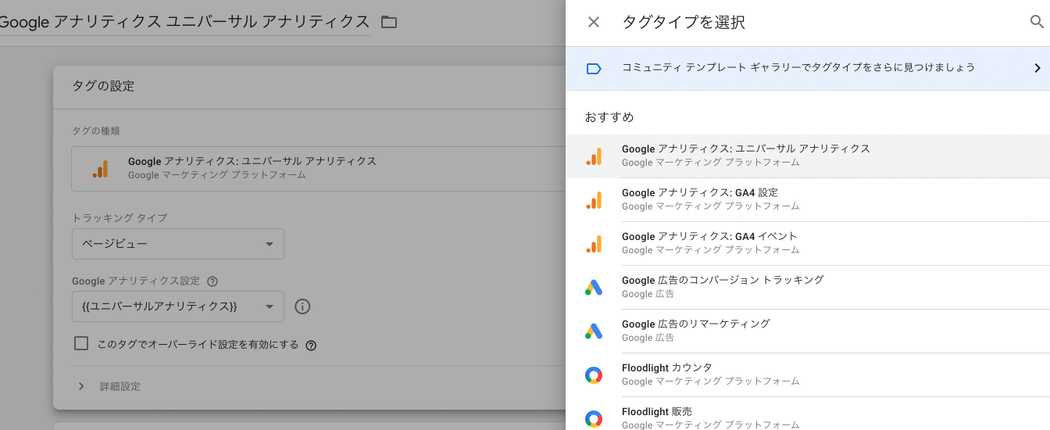 Google アナリティクス ユニバーサル アナリティクス
タグの設定
タグの種類
Google アナリティクス: ユニバーサル アナリティクス
Google マーケティング プラットフォーム
トラッキング タイプ
ページビュー
Google アナリティクス設定
{{ユニバーサルアナリティクス}}
このタグでオーバーライド設定を有効にする
詳細設定
タグタイプを選択
コミュニティ テンプレート ギャラリーでタグタイプをさらに見つけましょう
おすすめ
Google アナリティクス: ユニバーサル アナリティクス
Google マーケティング プラットフォーム
Google アナリティクス: GA4 設定
Google マーケティング プラットフォーム
Google アナリティクス: GA4 イベント
Google マーケティング プラットフォーム
Google 広告のコンバージョン トラッキング
Google 広告
Google 広告のリマーケティング
Google 広告
Floodlight カウンタ
Google マーケティング プラットフォーム
Floodlight 販売
Google マーケティング プラットフォーム